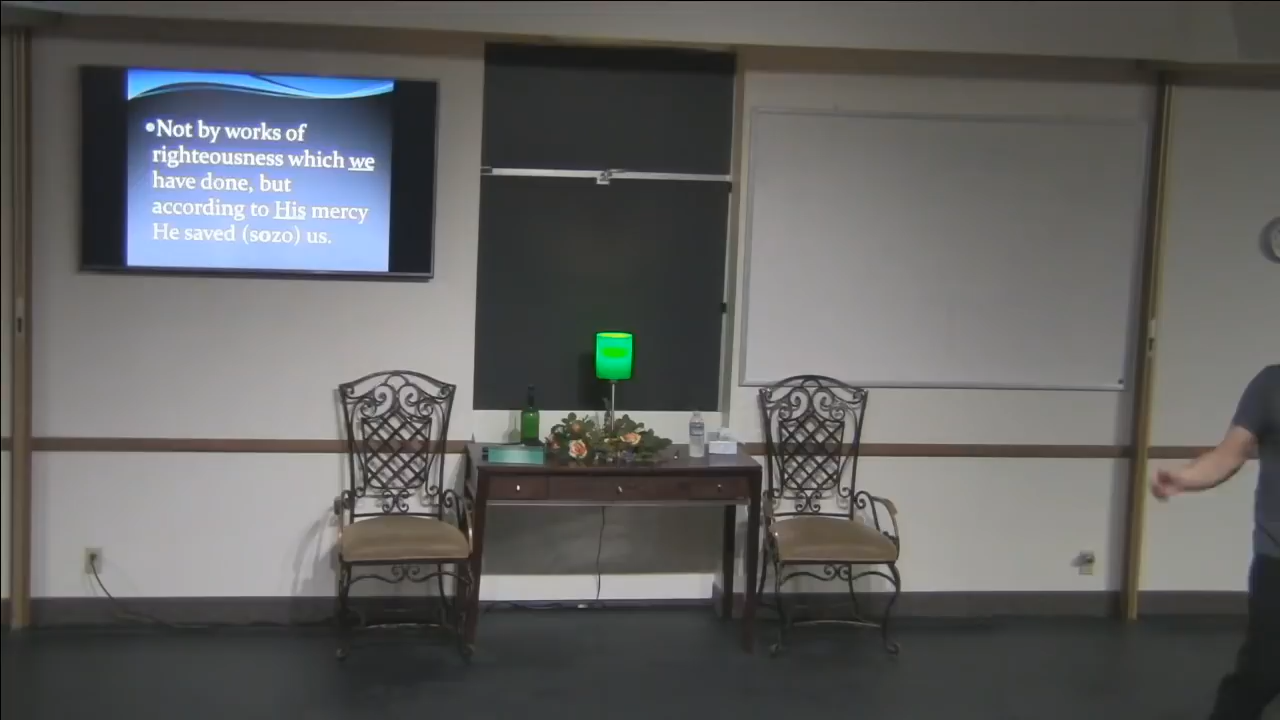 •Not by works of
righteousness which we
have done, but
according to His mercy
He saved (sozo) us.